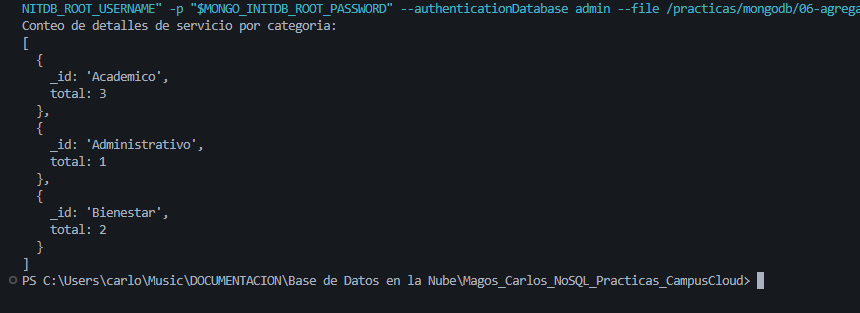 NITDB_ROOT_USERNAME" -p "$MONGO_INITDB_ROOT_PASSWORD" --authenticationDatabase admin --file /practicas/mongodb/06-agrega
Conteo de detalles de servicio por categoria:
[
  {
    _id: 'Academico',
    total: 3
  },
  {
    _id: 'Administrativo',
    total: 1
  },
  {
    _id: 'Bienestar',
    total: 2
  }
]
PS C:\Users\carlo\Music\DOCUMENTACION\Base de Datos en la Nube\Magos_Carlos_NoSQL_Practicas_CampusCloud>